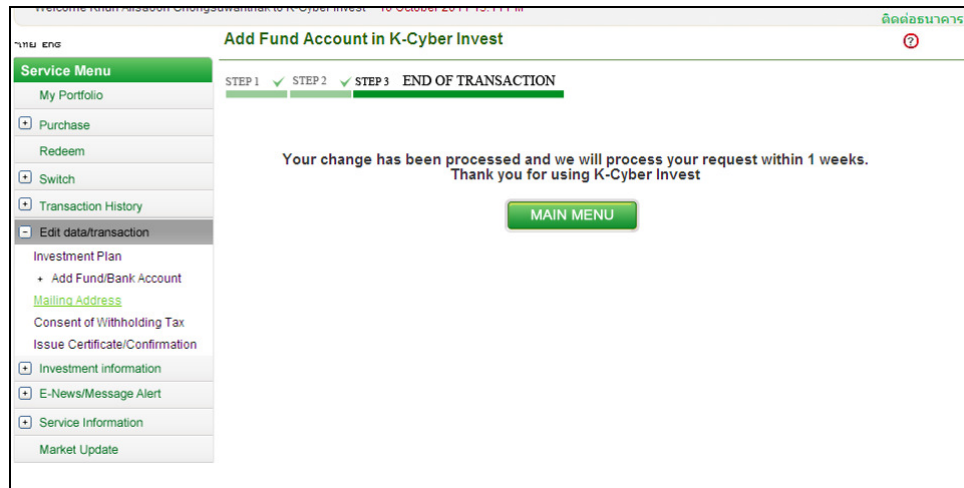 ติดต่อธนาคาร
ไทย ENG
Add Fund Account in K-Cyber Invest
?
Service Menu
My Portfolio
Purchase
Redeem
Switch
Transaction History
Edit data/transaction
Investment Plan
+ Add Fund/Bank Account
Mailing Address
Consent of Withholding Tax
Issue Certificate/Confirmation
Investment information
E-News/Message Alert
Service Information
Market Update
STEP 1 STEP 2 STEP 3 END OF TRANSACTION
Your change has been processed and we will process your request within 1 weeks.
Thank you for using K-Cyber Invest
MAIN MENU